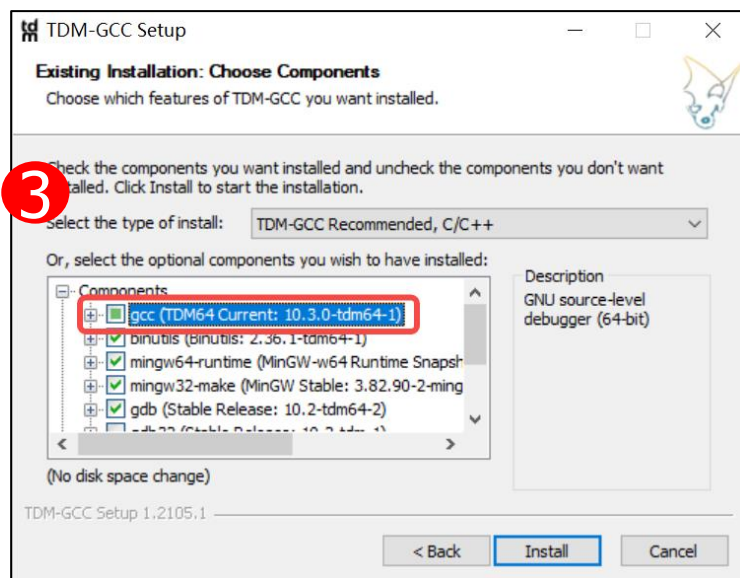 tdm TDM-GCC Setup
Existing Installation: Choose Components
Choose which features of TDM-GCC you want installed.
3
Check the components you want installed and uncheck the components you don't want
installed. Click Install to start the installation.
Select the type of install: TDM-GCC Recommended, C/C++
Or, select the optional components you wish to have installed:
Components
gcc (TDM64 Current: 10.3.0-tdm64-1)
binutils (Binutils: 2.36.1-tdm64-1)
mingw64-runtime (MinGW-w64 Runtime Snapsh
mingw32-make (MinGW Stable: 3.82.90-2-ming
gdb (Stable Release: 10.2-tdm64-2)
Description
GNU source-level
debugger (64-bit)
(No disk space change)
TDM-GCC Setup 1.2105.1
< Back Install Cancel